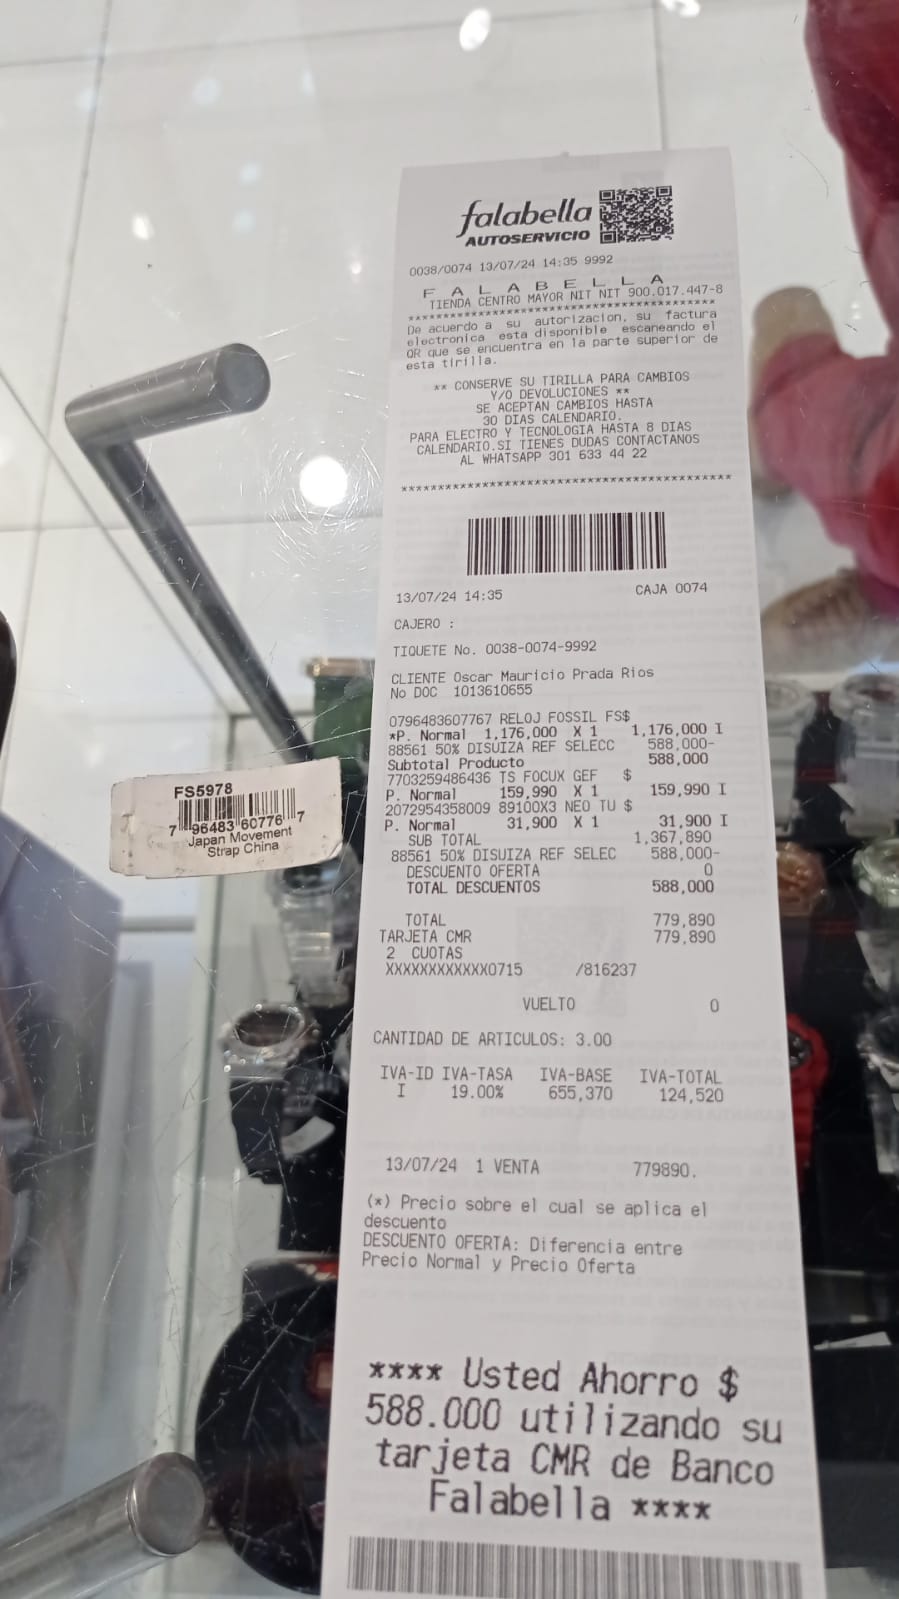 falabella
AUTOSERVICIO
0038/0074 13/07/24 14:35 9992
F A L A B E L L A
TIENDA CENTRO MAYOR NIT NIT 900.017.447-8
De acuerdo a su autorizacion, su factura
electronica esta disponible escaneando el
QR que se encuentra en la parte superior de
esta tirilla.
** CONSERVE SU TIRILLA PARA CAMBIOS
Y/O DEVOLUCIONES **
SE ACEPTAN CAMBIOS HASTA
30 DIAS CALENDARIO.
PARA ELECTRO Y TECNOLOGIA HASTA 8 DIAS
CALENDARIO.SI TIENES DUDAS CONTACTANOS
AL WHATSAPP 301 633 44 22
13/07/24 14:35 CAJA 0074
CAJERO :
TIQUETE No. 0038-0074-9992
CLIENTE Oscar Mauricio Prada Rios
No DOC 1013610655
0796483607767 RELOJ FOSSIL FS$
*P. Normal 1,176,000 X 1 1,176,000 I
88561 50% DISUIZA REF SELECC 588,000-
Subtotal Producto 588,000
7703259486436 TS FOCUX GEF $
P. Normal 159,990 X 1 159,990 I
2072954358009 89100X3 NEO TU $
P. Normal 31,900 X 1 31,900 I
SUB TOTAL 1,367,890
88561 50% DISUIZA REF SELEC 588,000-
DESCUENTO OFERTA 0
TOTAL DESCUENTOS 588,000
TOTAL 779,890
TARJETA CMR 779,890
2 CUOTAS
XXXXXXXXXXXX0715 /816237
VUELTO 0
CANTIDAD DE ARTICULOS: 3.00
IVA-ID IVA-TASA IVA-BASE IVA-TOTAL
I 19.00% 655,370 124,520
13/07/24 1 VENTA 779890.
(*) Precio sobre el cual se aplica el
descuento
DESCUENTO OFERTA: Diferencia entre
Precio Normal y Precio Oferta
**** Usted Ahorro $
588.000 utilizando su
tarjeta CMR de Banco
Falabella ****
FS5978
7 96483 60776 7
Japan Movement
Strap China